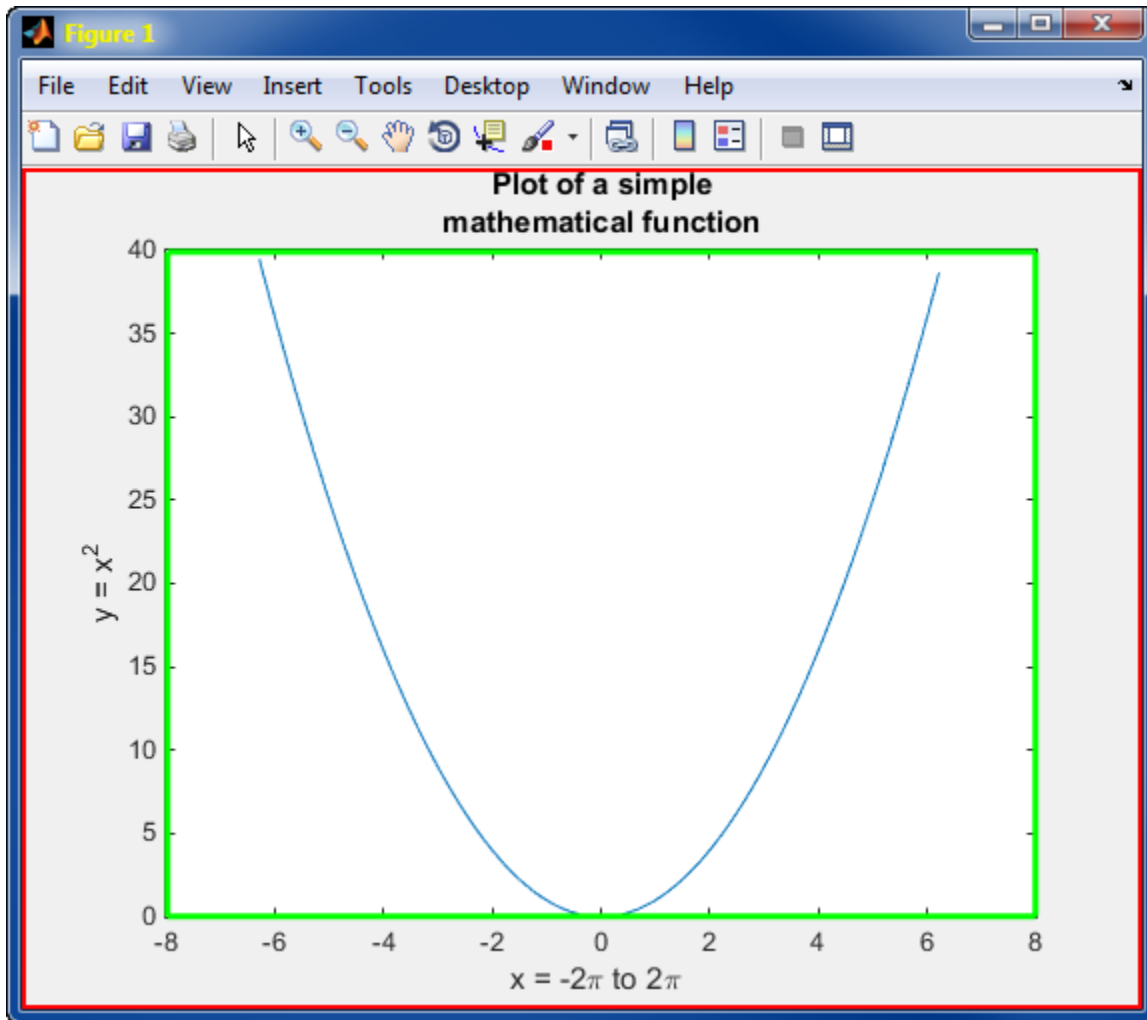 Figure 1
File Edit View Insert Tools Desktop Window Help
Plot of a simple
mathematical function
40
35
30
25
20
15
10
5
0
y = x²
-8 -6 -4 -2 0 2 4 6 8
x = -2π to 2π